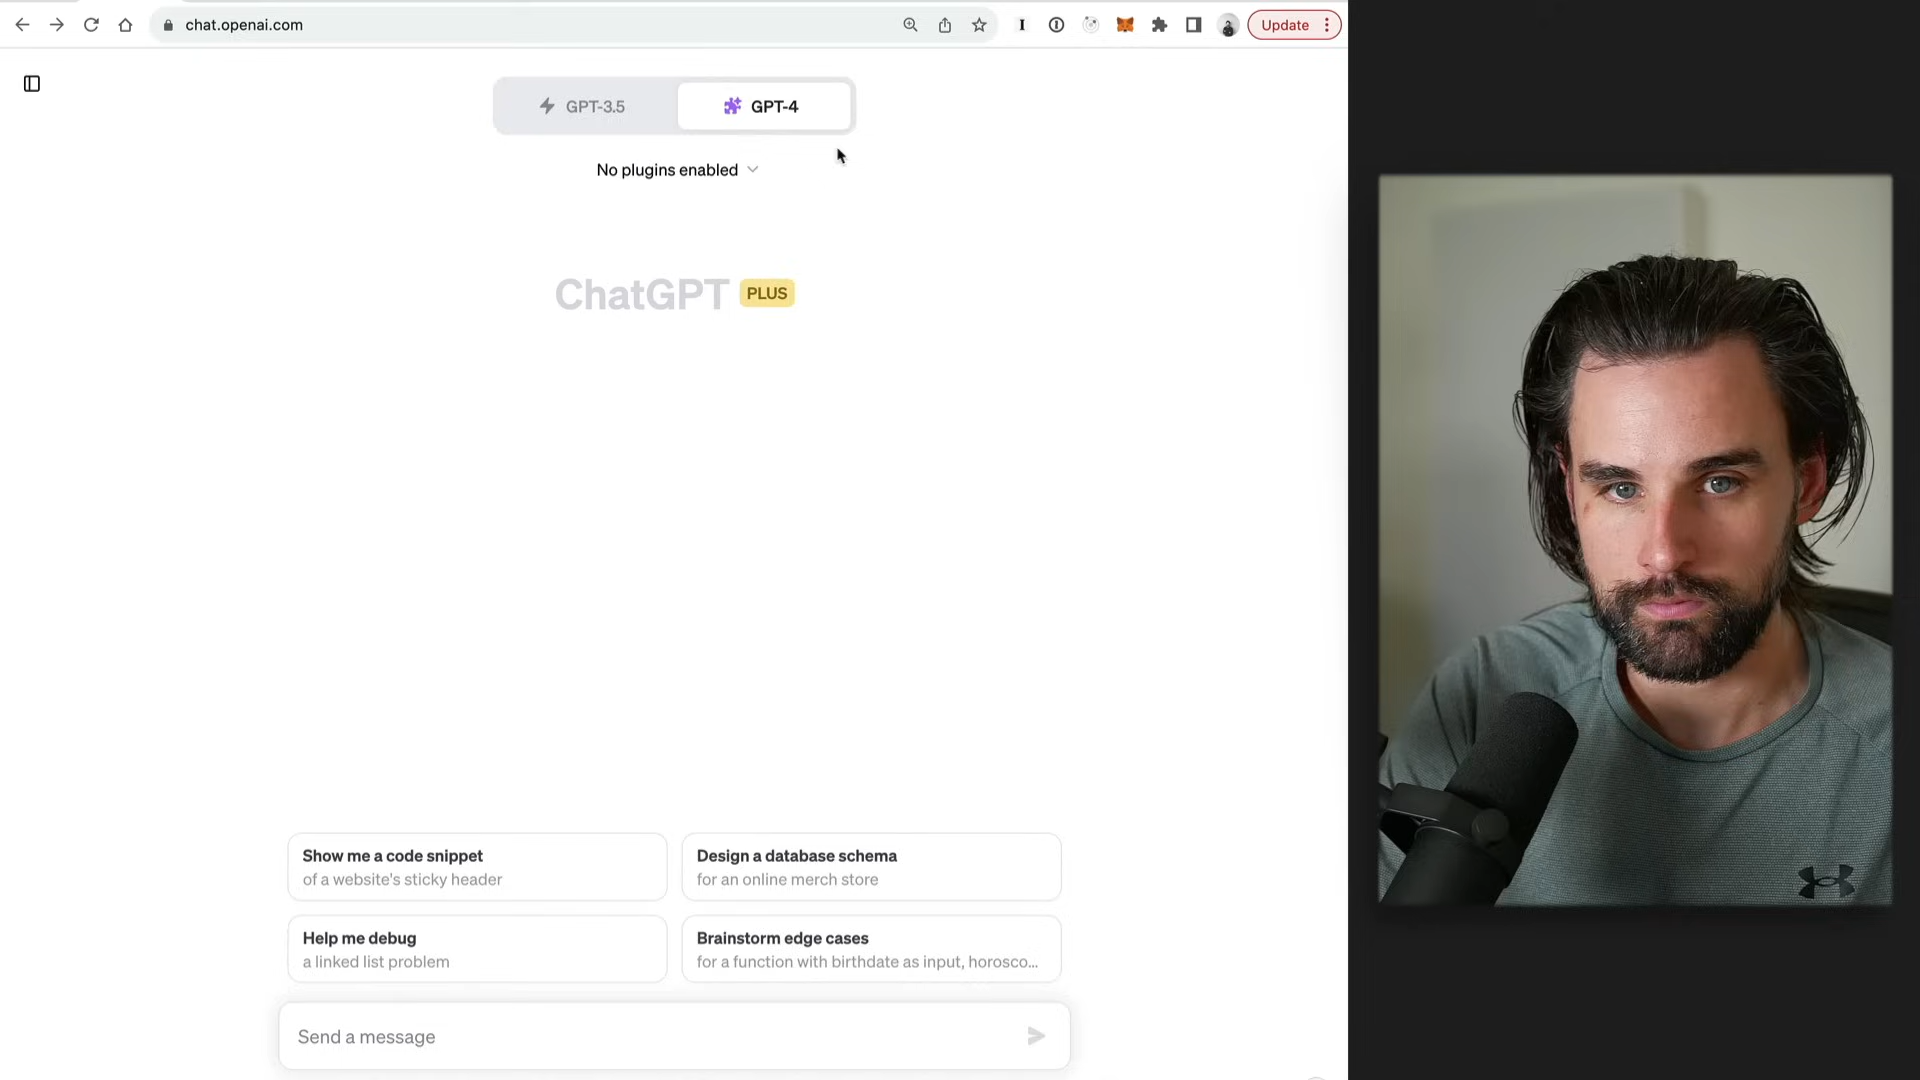 chat.openai.com
Update
GPT-3.5
GPT-4
No plugins enabled
ChatGPT PLUS
Show me a code snippet
of a website's sticky header
Design a database schema
for an online merch store
Help me debug
a linked list problem
Brainstorm edge cases
for a function with birthdate as input, horosco...
Send a message